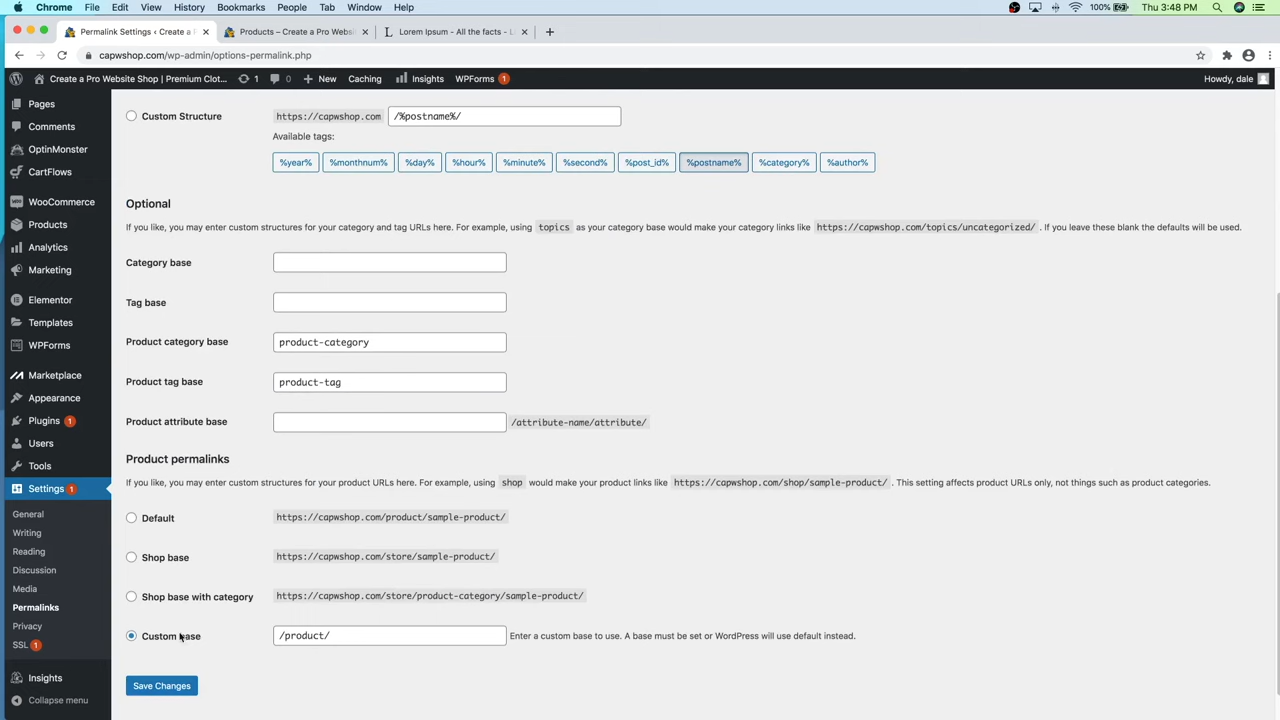 Chrome File Edit View History Bookmarks People Tab Window Help 100% Thu 3:48 PM
Permalink Settings ‹ Create a P Products – Create a Pro Websi Lorem Ipsum - All the facts - L
capwshop.com/wp-admin/options-permalink.php
Create a Pro Website Shop | Premium Clot... 1 0 New Caching Insights WPForms 1 Howdy, dale
Pages
Comments
OptinMonster
CartFlows
WooCommerce
Products
Analytics
Marketing
Elementor
Templates
WPForms
Marketplace
Appearance
Plugins 1
Users
Tools
Settings 1
General
Writing
Reading
Discussion
Media
Permalinks
Privacy
SSL 1
Insights
Collapse menu
Custom Structure https://capwshop.com /%postname%/
Available tags:
%year% %monthnum% %day% %hour% %minute% %second% %post_id% %postname% %category% %author%
Optional
If you like, you may enter custom structures for your category and tag URLs here. For example, using topics as your category base would make your category links like https://capwshop.com/topics/uncategorized/ . If you leave these blank the defaults will be used.
Category base
Tag base
Product category base product-category
Product tag base product-tag
Product attribute base /attribute-name/attribute/
Product permalinks
If you like, you may enter custom structures for your product URLs here. For example, using shop would make your product links like https://capwshop.com/shop/sample-product/ . This setting affects product URLs only, not things such as product categories.
Default https://capwshop.com/product/sample-product/
Shop base https://capwshop.com/store/sample-product/
Shop base with category https://capwshop.com/store/product-category/sample-product/
Custom base /product/ Enter a custom base to use. A base must be set or WordPress will use default instead.
Save Changes